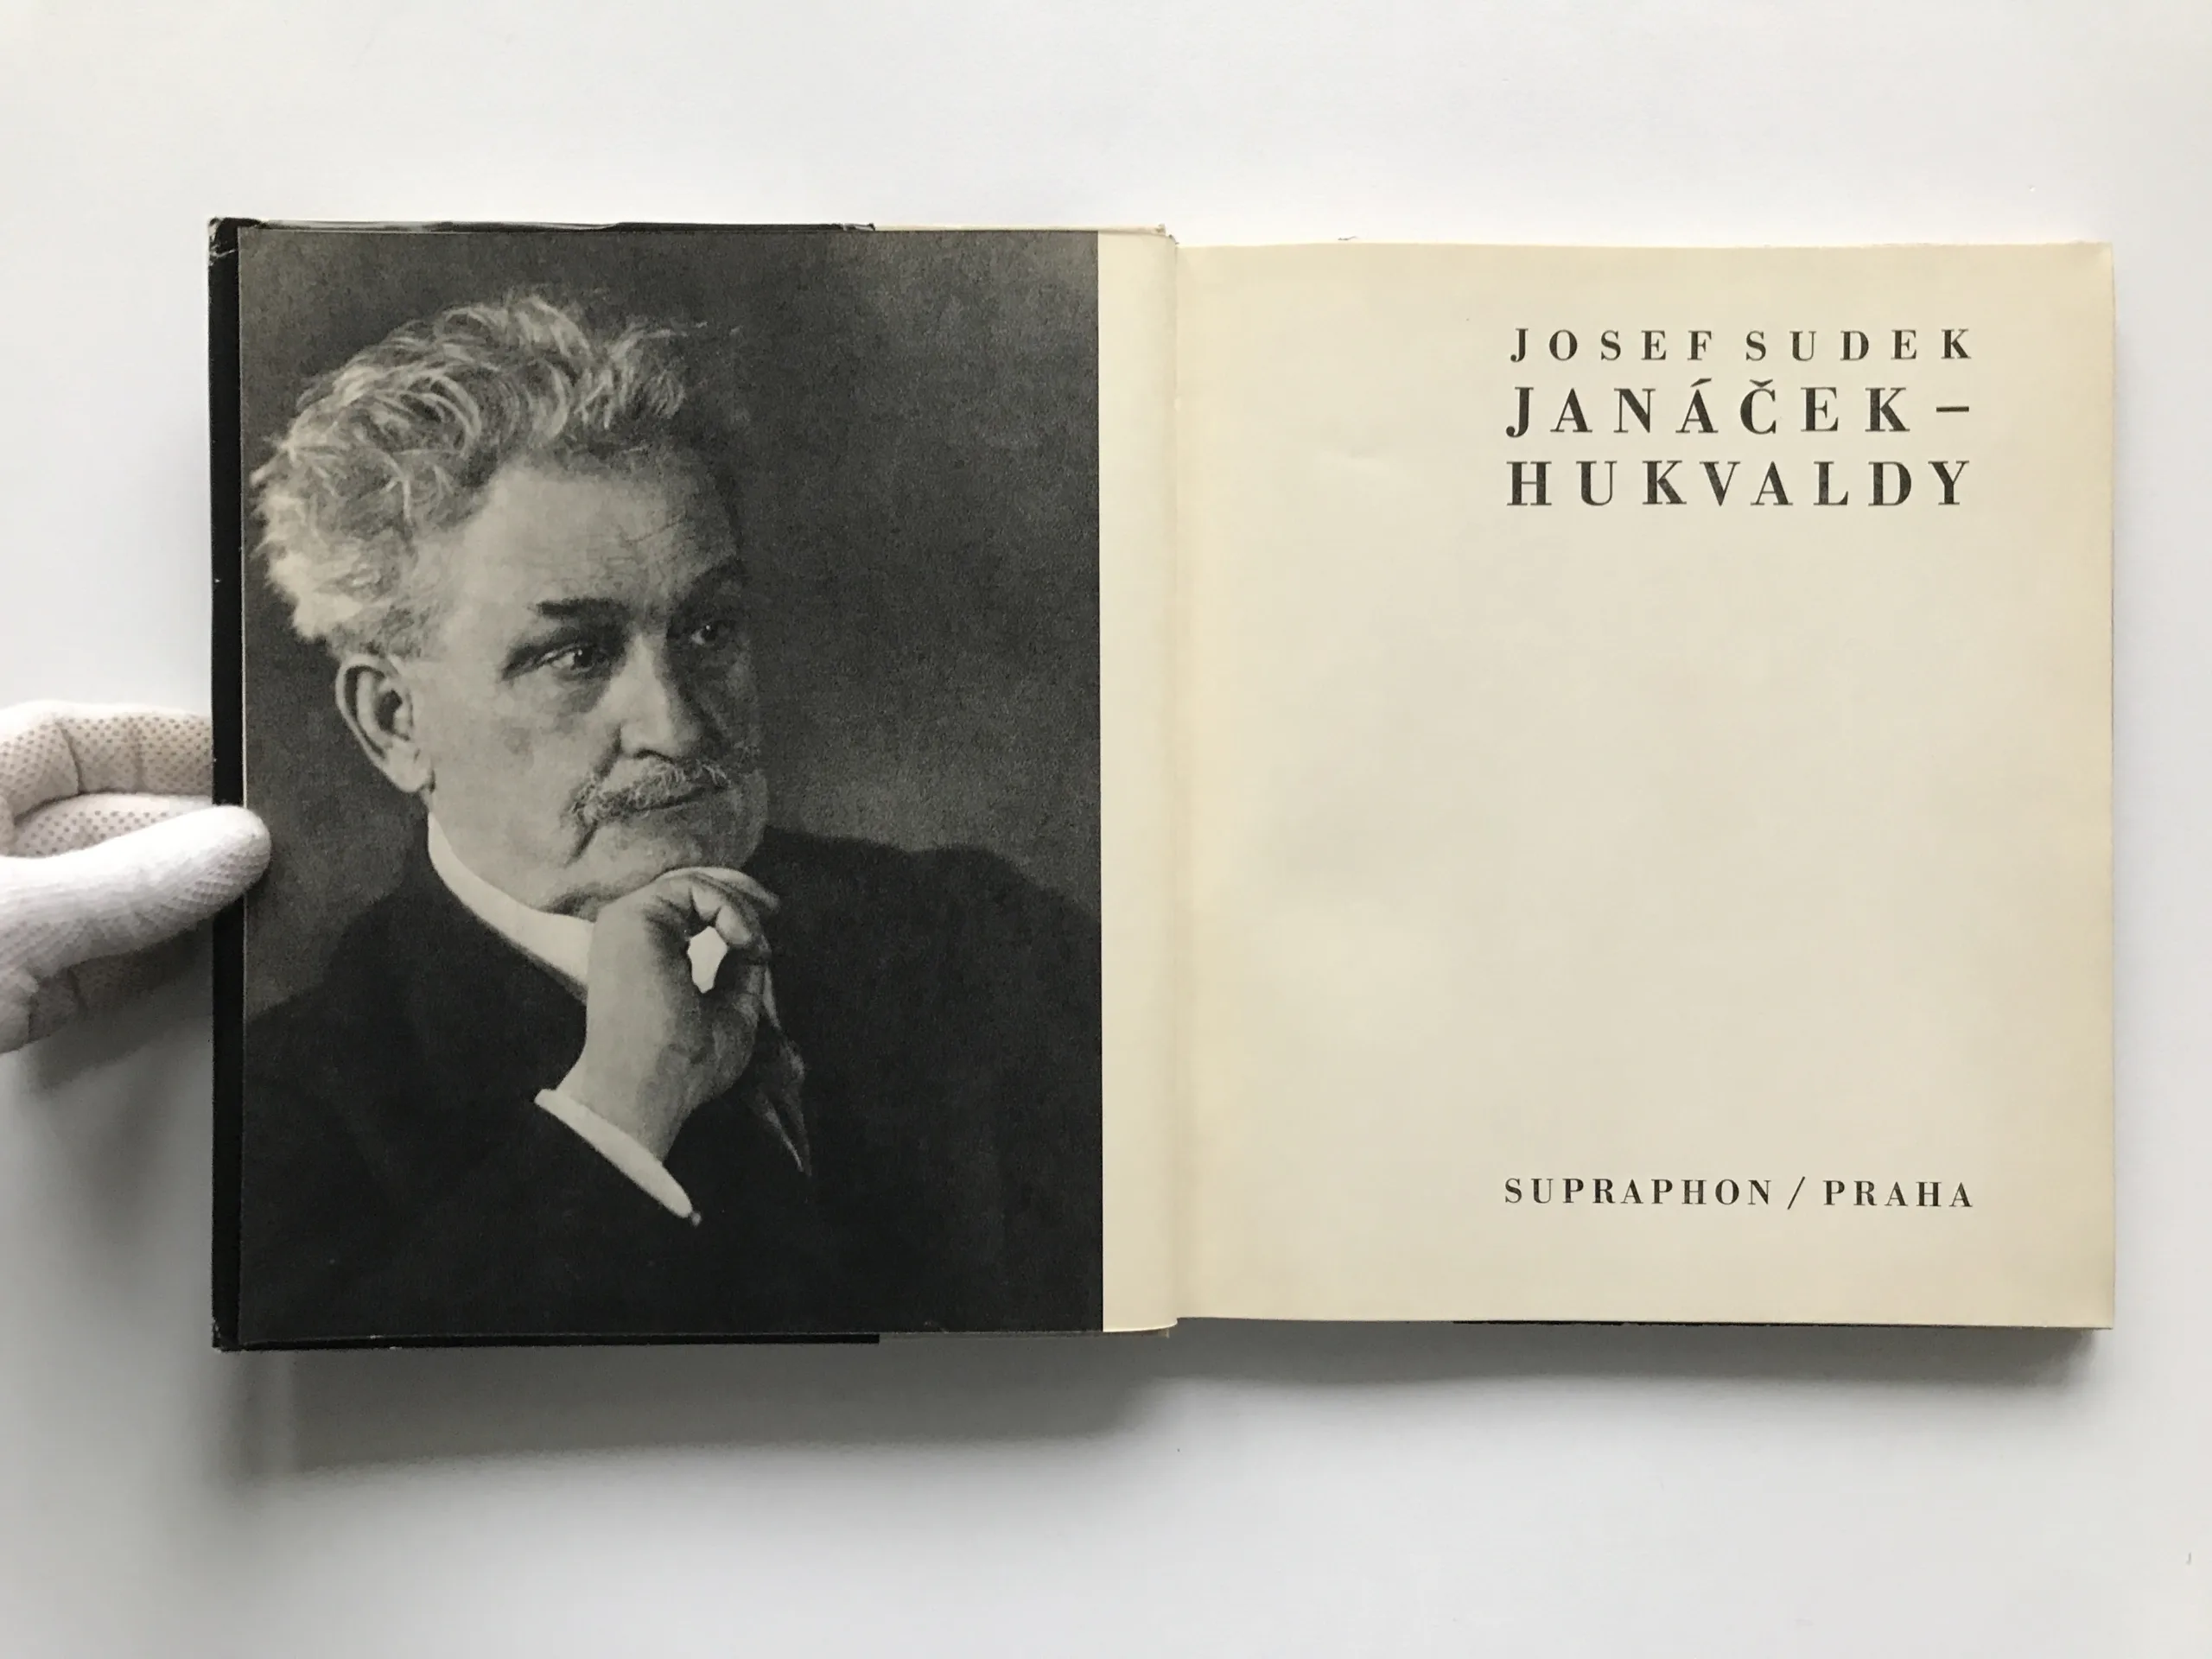 JOSEF SUDEK
JANÁČEK –
HUKVALDY
SUPRAPHON / PRAHA